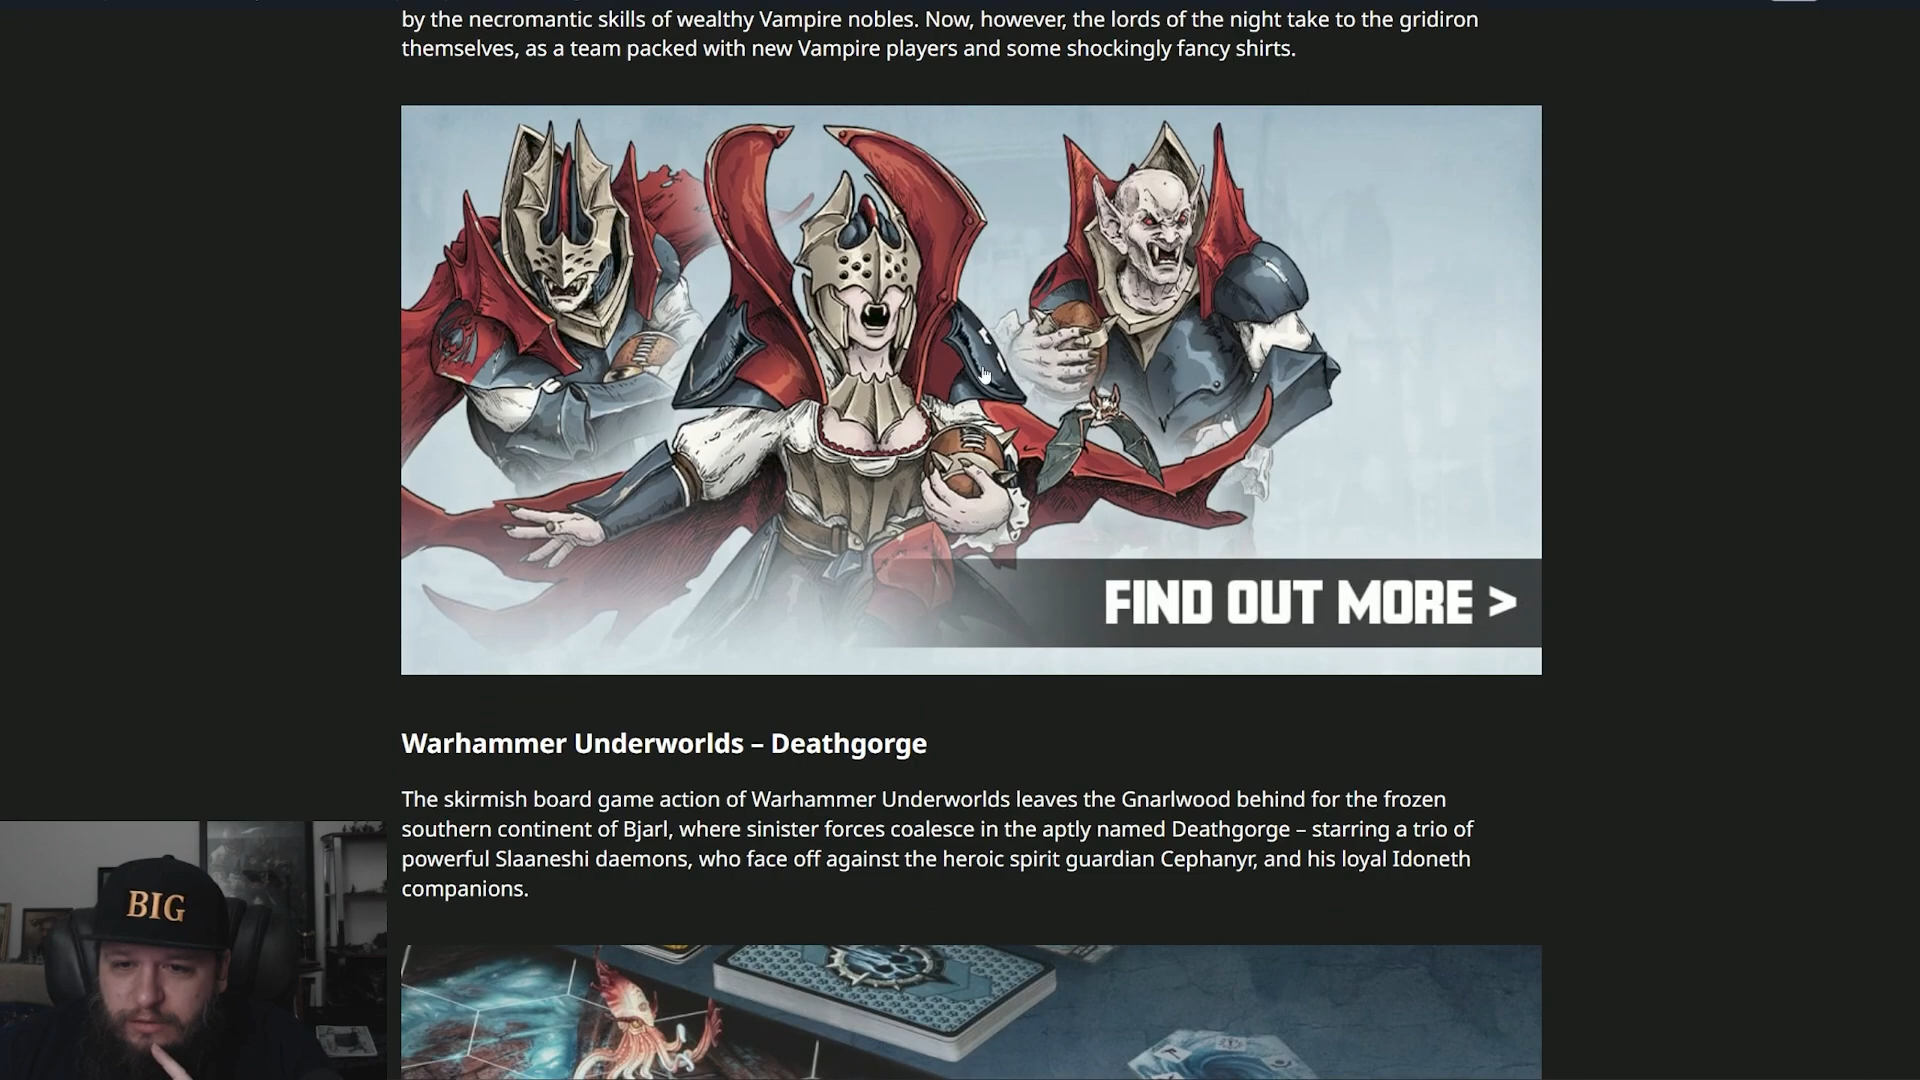 by the necromantic skills of wealthy Vampire nobles. Now, however, the lords of the night take to the gridiron
themselves, as a team packed with new Vampire players and some shockingly fancy shirts.
FIND OUT MORE >
Warhammer Underworlds – Deathgorge
The skirmish board game action of Warhammer Underworlds leaves the Gnarlwood behind for the frozen
southern continent of Bjarl, where sinister forces coalesce in the aptly named Deathgorge – starring a trio of
powerful Slaaneshi daemons, who face off against the heroic spirit guardian Cephanyr, and his loyal Idoneth
companions.
BIG